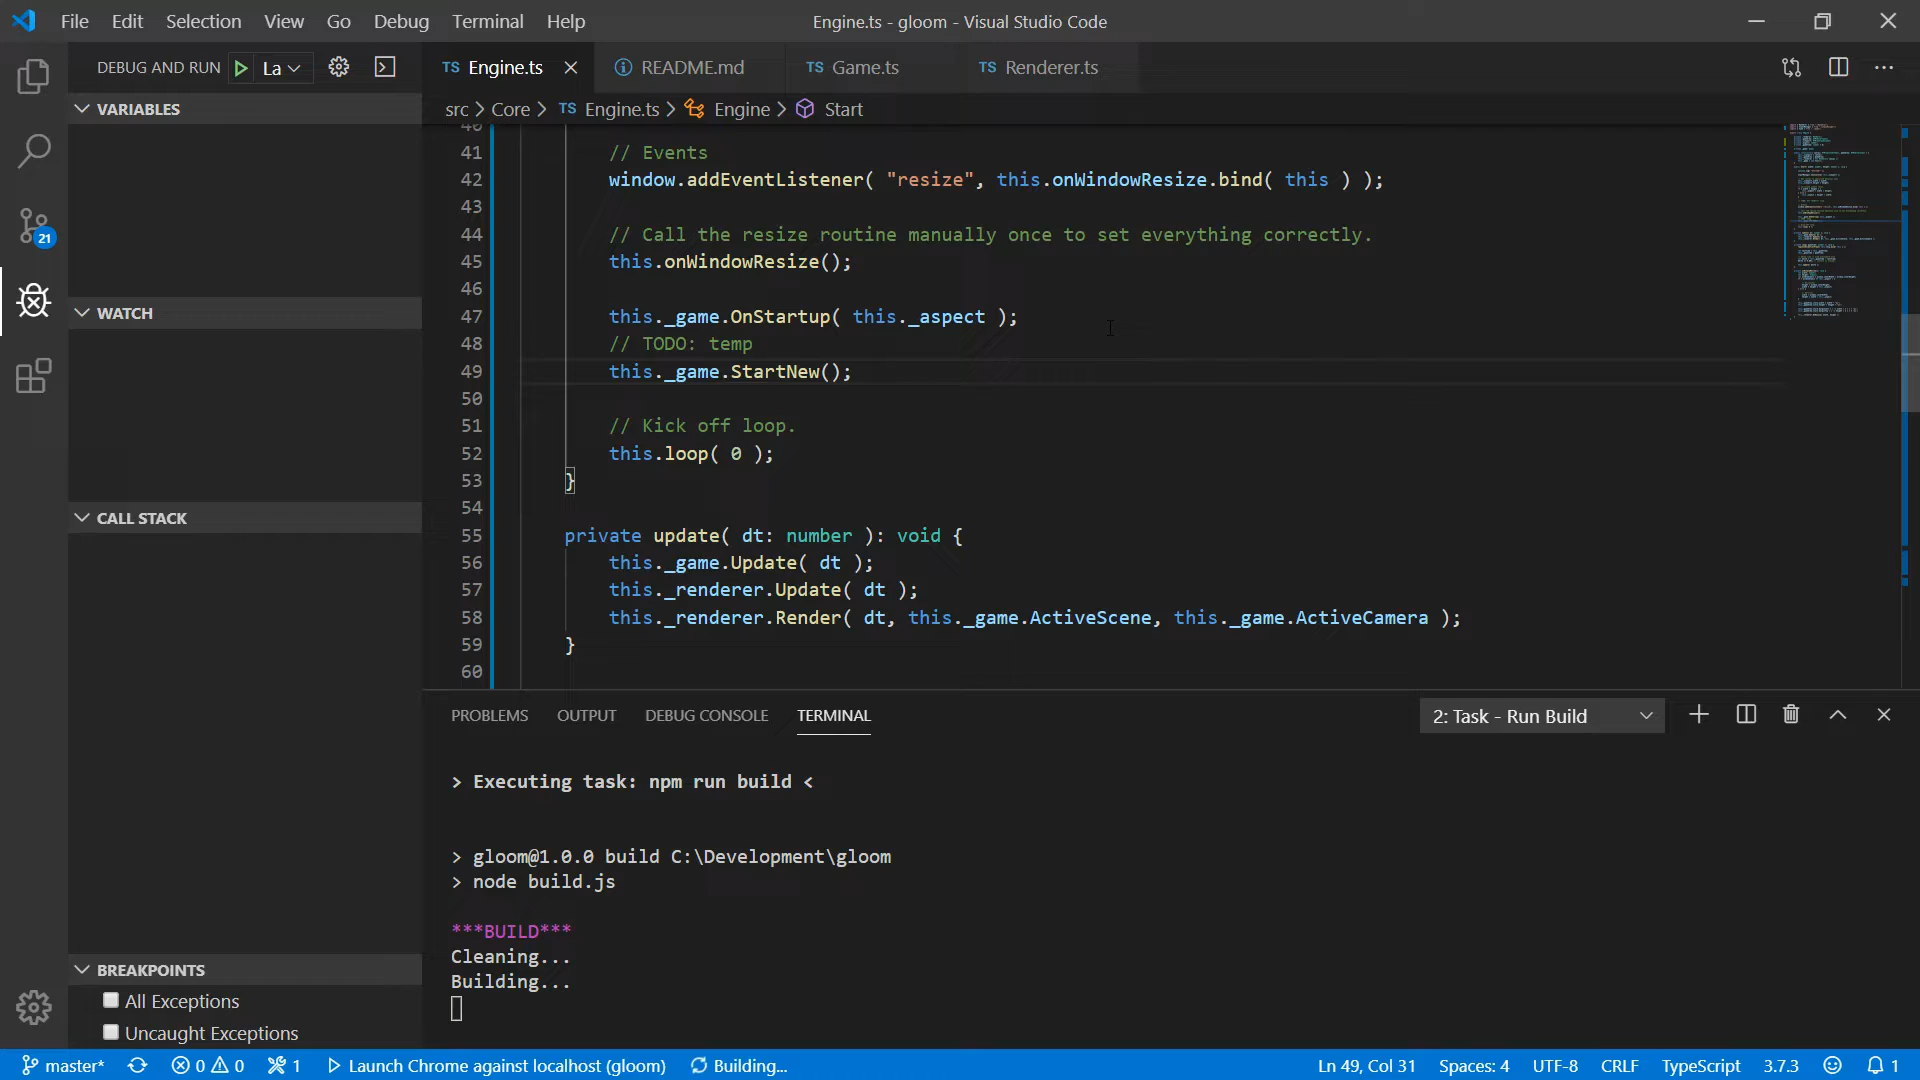 File Edit Selection View Go Debug Terminal Help
Engine.ts - gloom - Visual Studio Code
DEBUG AND RUN La
TS Engine.ts
README.md
TS Game.ts
TS Renderer.ts
VARIABLES
src > Core > TS Engine.ts > Engine > Start
40
41 // Events
42 window.addEventListener( "resize", this.onWindowResize.bind( this ) );
43
44 // Call the resize routine manually once to set everything correctly.
45 this.onWindowResize();
46
47 this._game.OnStartup( this._aspect );
48 // TODO: temp
49 this._game.StartNew();
50
51 // Kick off loop.
52 this.loop( 0 );
53 }
54
55 private update( dt: number ): void {
56 this._game.Update( dt );
57 this._renderer.Update( dt );
58 this._renderer.Render( dt, this._game.ActiveScene, this._game.ActiveCamera );
59 }
60
21
WATCH
CALL STACK
BREAKPOINTS
All Exceptions
Uncaught Exceptions
PROBLEMS OUTPUT DEBUG CONSOLE TERMINAL
2: Task - Run Build
> Executing task: npm run build <
> gloom@1.0.0 build C:\Development\gloom
> node build.js
***BUILD***
Cleaning...
Building...
master* 0 0 1 Launch Chrome against localhost (gloom) Building...
Ln 49, Col 31 Spaces: 4 UTF-8 CRLF TypeScript 3.7.3 1